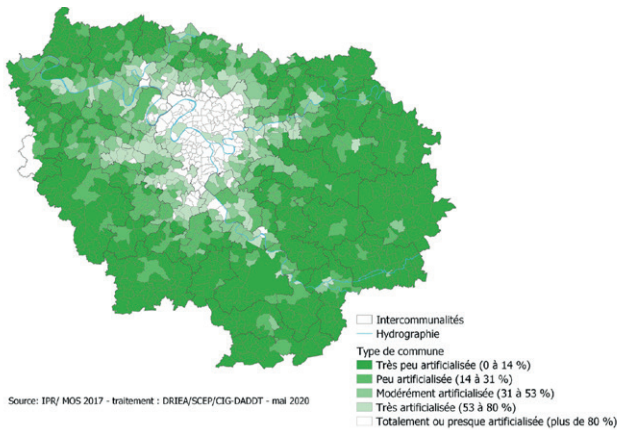 Intercommunalités
Hydrographie
Type de commune
Très peu artificialisée (0 à 14 %)
Peu artificialisée (14 à 31 %)
Modérément artificialisée (31 à 53 %)
Très artificialisée (53 à 80 %)
Totalement ou presque artificialisée (plus de 80 %)
Source: IPR/ MOS 2017 - traitement : DRIEA/SCEP/CIG-DADDT - mai 2020